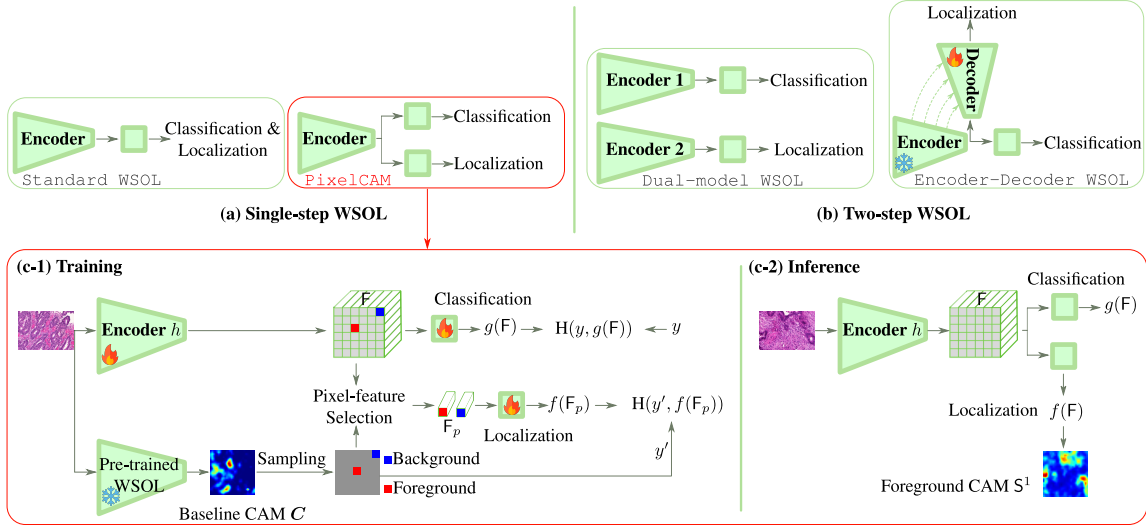 Encoder
Classification &
Localization
Standard WSOL
Encoder
Classification
Localization
PixelCAM
(a) Single-step WSOL
Encoder 1
Classification
Encoder 2
Localization
Dual-model WSOL
Localization
Decoder
Encoder
Classification
Encoder-Decoder WSOL
(b) Two-step WSOL
(c-1) Training
Encoder h
F
Classification
g(F)
H(y, g(F))
y
Pixel-feature
Selection
F_p
Localization
f(F_p)
H(y′, f(F_p))
y′
Pre-trained
WSOL
Sampling
Background
Foreground
Baseline CAM C
(c-2) Inference
Encoder h
F
Classification
g(F)
Localization
f(F)
Foreground CAM S¹